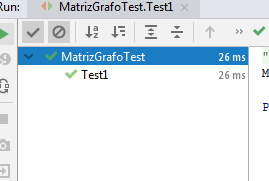 Run: MatrizGrafoTest.Test1
»
MatrizGrafoTest 26 ms "
Test1 26 ms M
P